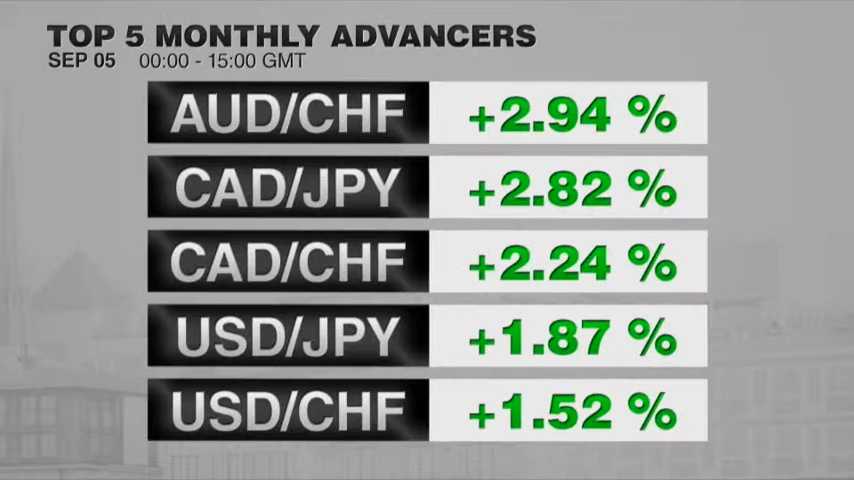 TOP 5 MONTHLY ADVANCERS
SEP 05 00:00 - 15:00 GMT
AUD/CHF +2.94 %
CAD/JPY +2.82 %
CAD/CHF +2.24 %
USD/JPY +1.87 %
USD/CHF +1.52 %